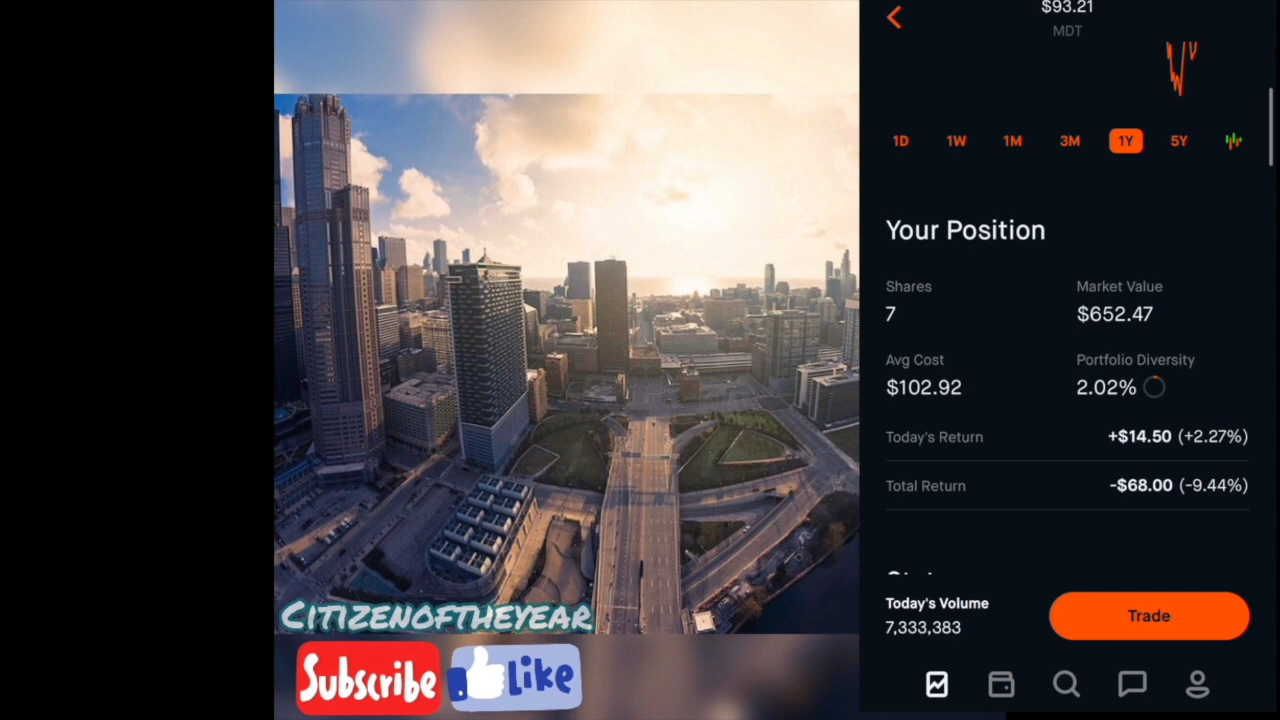 $93.21
MDT
1D 1W 1M 3M 1Y 5Y
Your Position
Shares Market Value
7 $652.47
Avg Cost Portfolio Diversity
$102.92 2.02%
Today's Return +$14.50 (+2.27%)
Total Return -$68.00 (-9.44%)
Today's Volume
7,333,383
Trade
Citizenoftheyear
Subscribe Like